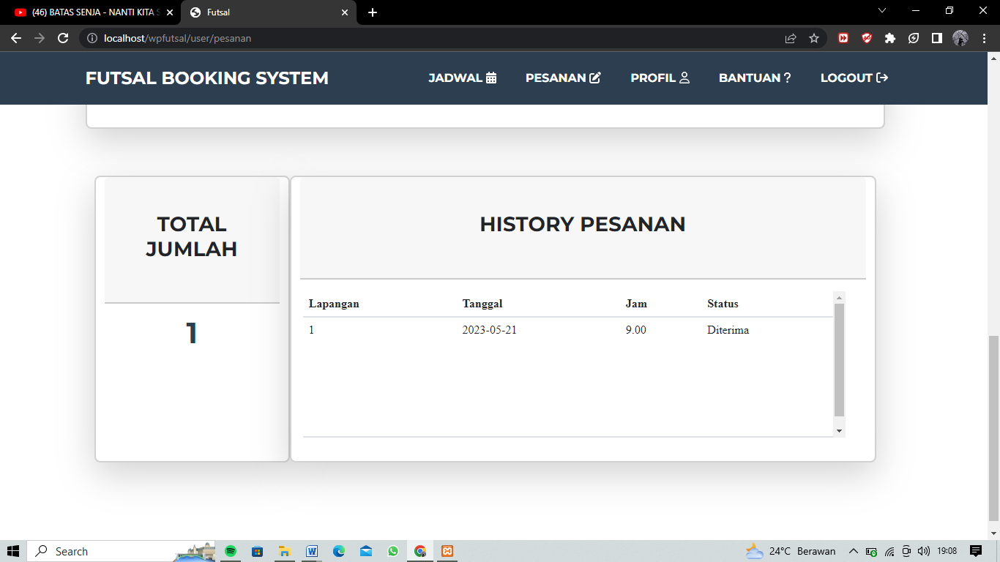 (46) BATAS SENJA - NANTI KITA S
Futsal
localhost/wpfutsal/user/pesanan
FUTSAL BOOKING SYSTEM
JADWAL
PESANAN
PROFIL
BANTUAN ?
LOGOUT
TOTAL
JUMLAH
1
HISTORY PESANAN
Lapangan Tanggal Jam Status
1 2023-05-21 9.00 Diterima
Search
24°C Berawan
19:08